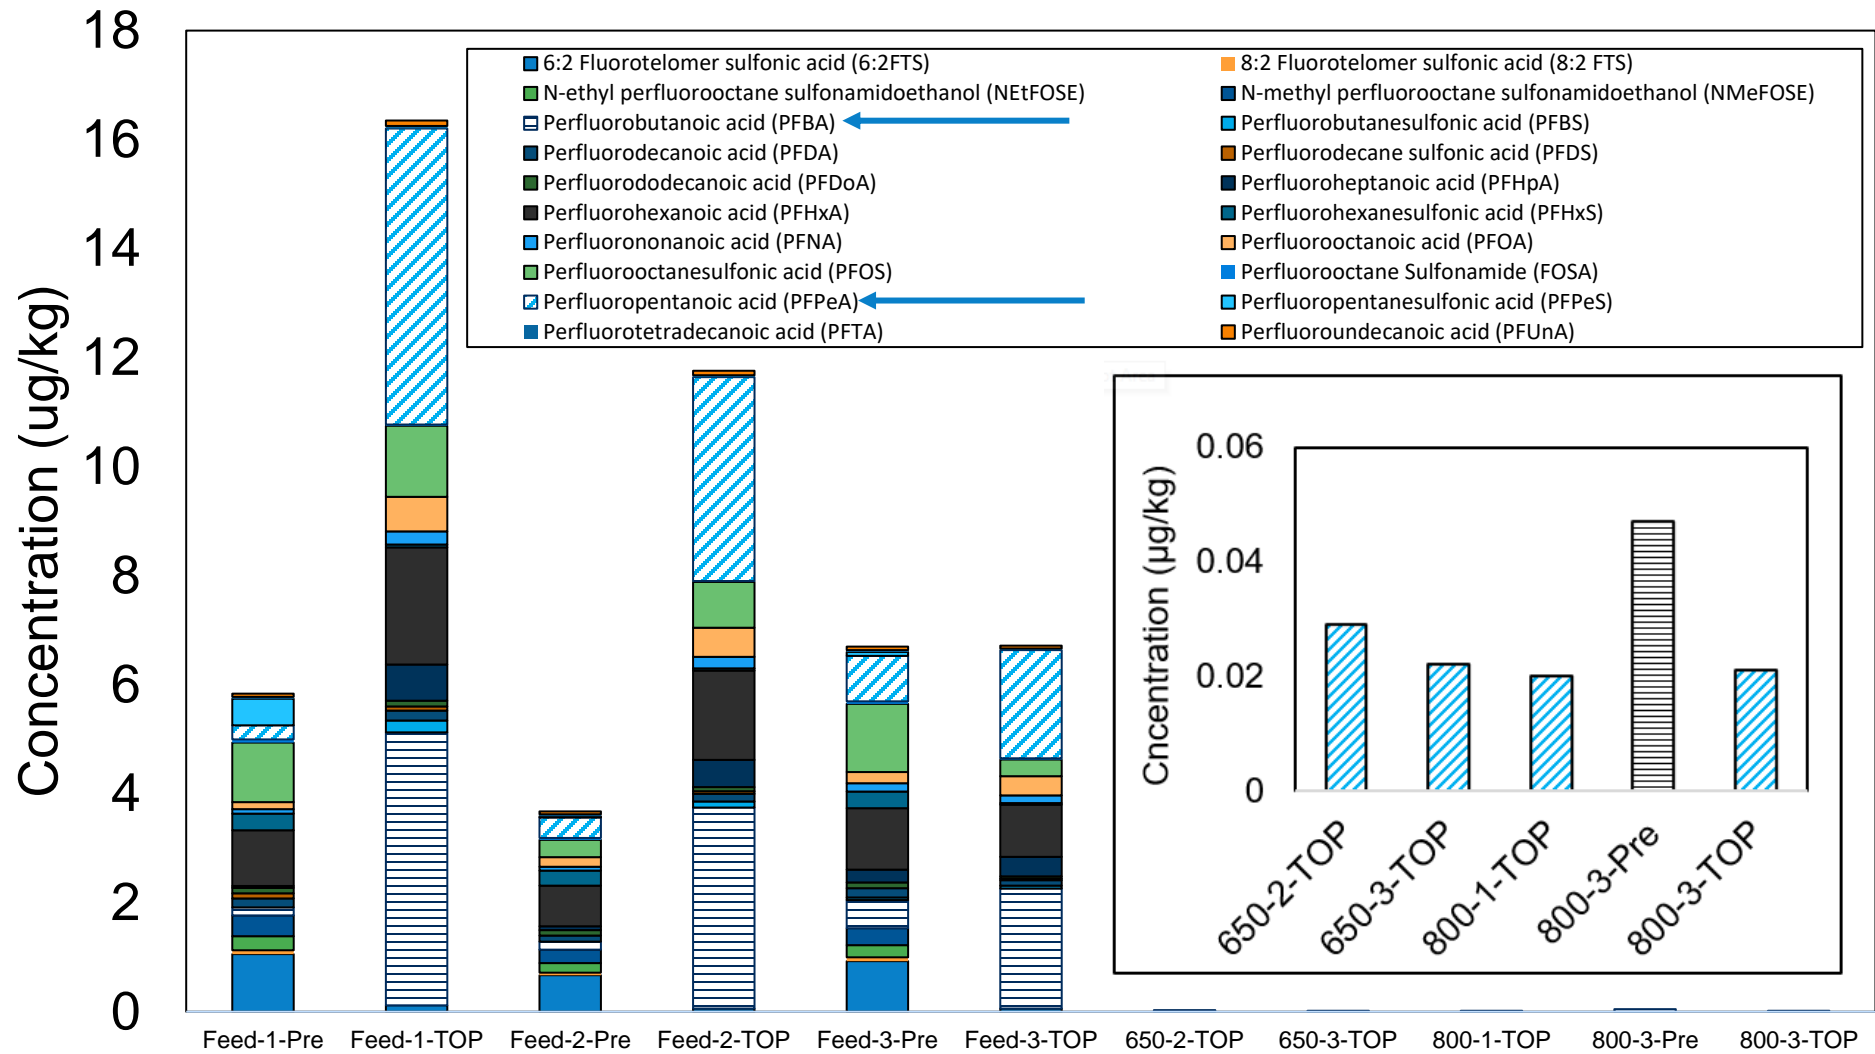 18
16
14
12
10
8
6
4
2
0
Concentration (ug/kg)
6:2 Fluorotelomer sulfonic acid (6:2FTS)
8:2 Fluorotelomer sulfonic acid (8:2 FTS)
N-ethyl perfluorooctane sulfonamidoethanol (NEtFOSE)
N-methyl perfluorooctane sulfonamidoethanol (NMeFOSE)
Perfluorobutanoic acid (PFBA)
Perfluorobutanesulfonic acid (PFBS)
Perfluorodecanoic acid (PFDA)
Perfluorodecane sulfonic acid (PFDS)
Perfluorododecanoic acid (PFDoA)
Perfluoroheptanoic acid (PFHpA)
Perfluorohexanoic acid (PFHxA)
Perfluorohexanesulfonic acid (PFHxS)
Perfluorononanoic acid (PFNA)
Perfluorooctanoic acid (PFOA)
Perfluorooctanesulfonic acid (PFOS)
Perfluorooctane Sulfonamide (FOSA)
Perfluoropentanoic acid (PFPeA)
Perfluoropentanesulfonic acid (PFPeS)
Perfluorotetradecanoic acid (PFTA)
Perfluoroundecanoic acid (PFUnA)
0.06
0.04
0.02
0
Cncentration (µg/kg)
650-2-TOP
650-3-TOP
800-1-TOP
800-3-Pre
800-3-TOP
Feed-1-Pre
Feed-1-TOP
Feed-2-Pre
Feed-2-TOP
Feed-3-Pre
Feed-3-TOP
650-2-TOP
650-3-TOP
800-1-TOP
800-3-Pre
800-3-TOP